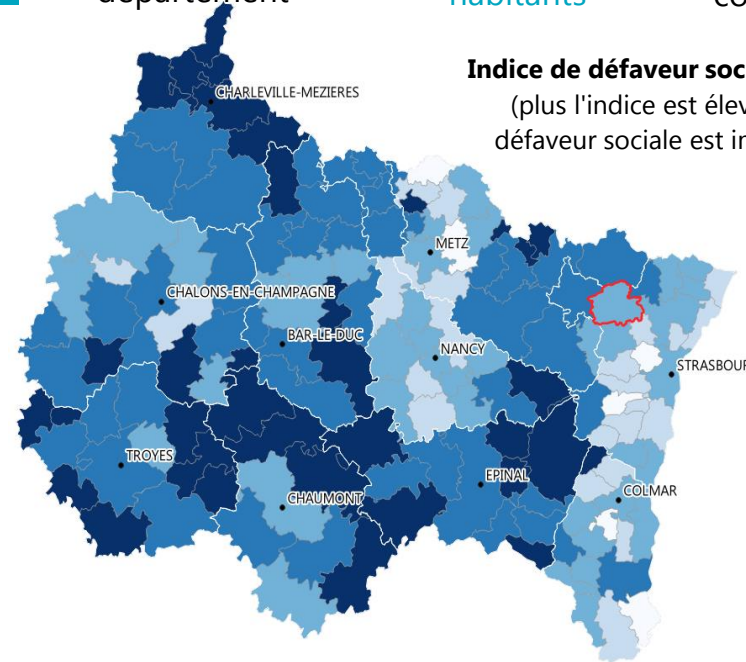 département
habitants
Indice de défaveur soc
(plus l'indice est élev
défaveur sociale est in
CHARLEVILLE-MEZIERES
METZ
CHALONS-EN-CHAMPAGNE
BAR-LE-DUC
NANCY
STRASBOUR
TROYES
EPINAL
CHAUMONT
COLMAR